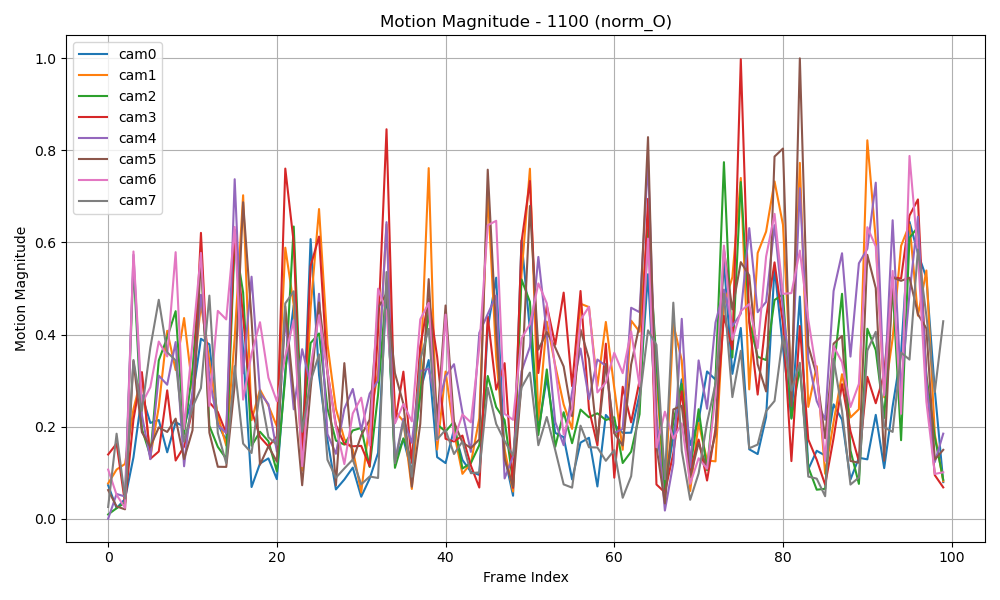 Motion Magnitude - 1100 (norm_O)
cam0
cam1
cam2
cam3
cam4
cam5
cam6
cam7
1.0
0.8
0.6
0.4
0.2
0.0
Motion Magnitude
0 20 40 60 80 100
Frame Index